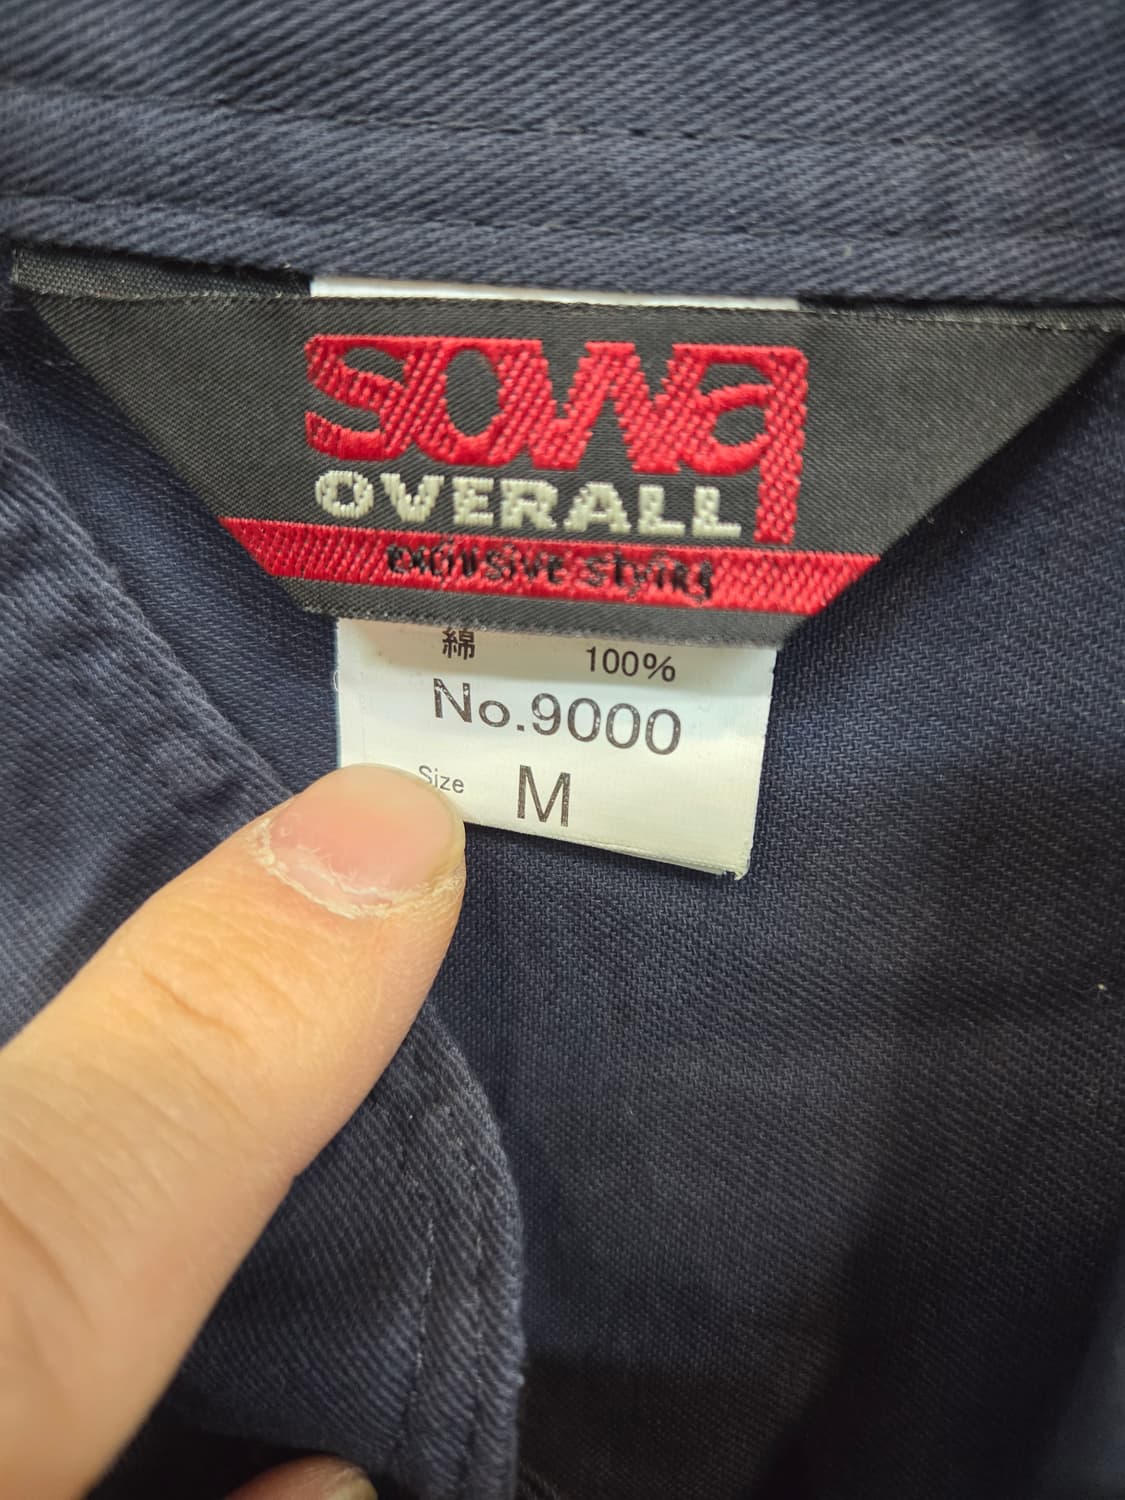 sowa
OVERALL
exclusive styling
綿 100%
No.9000
Size M